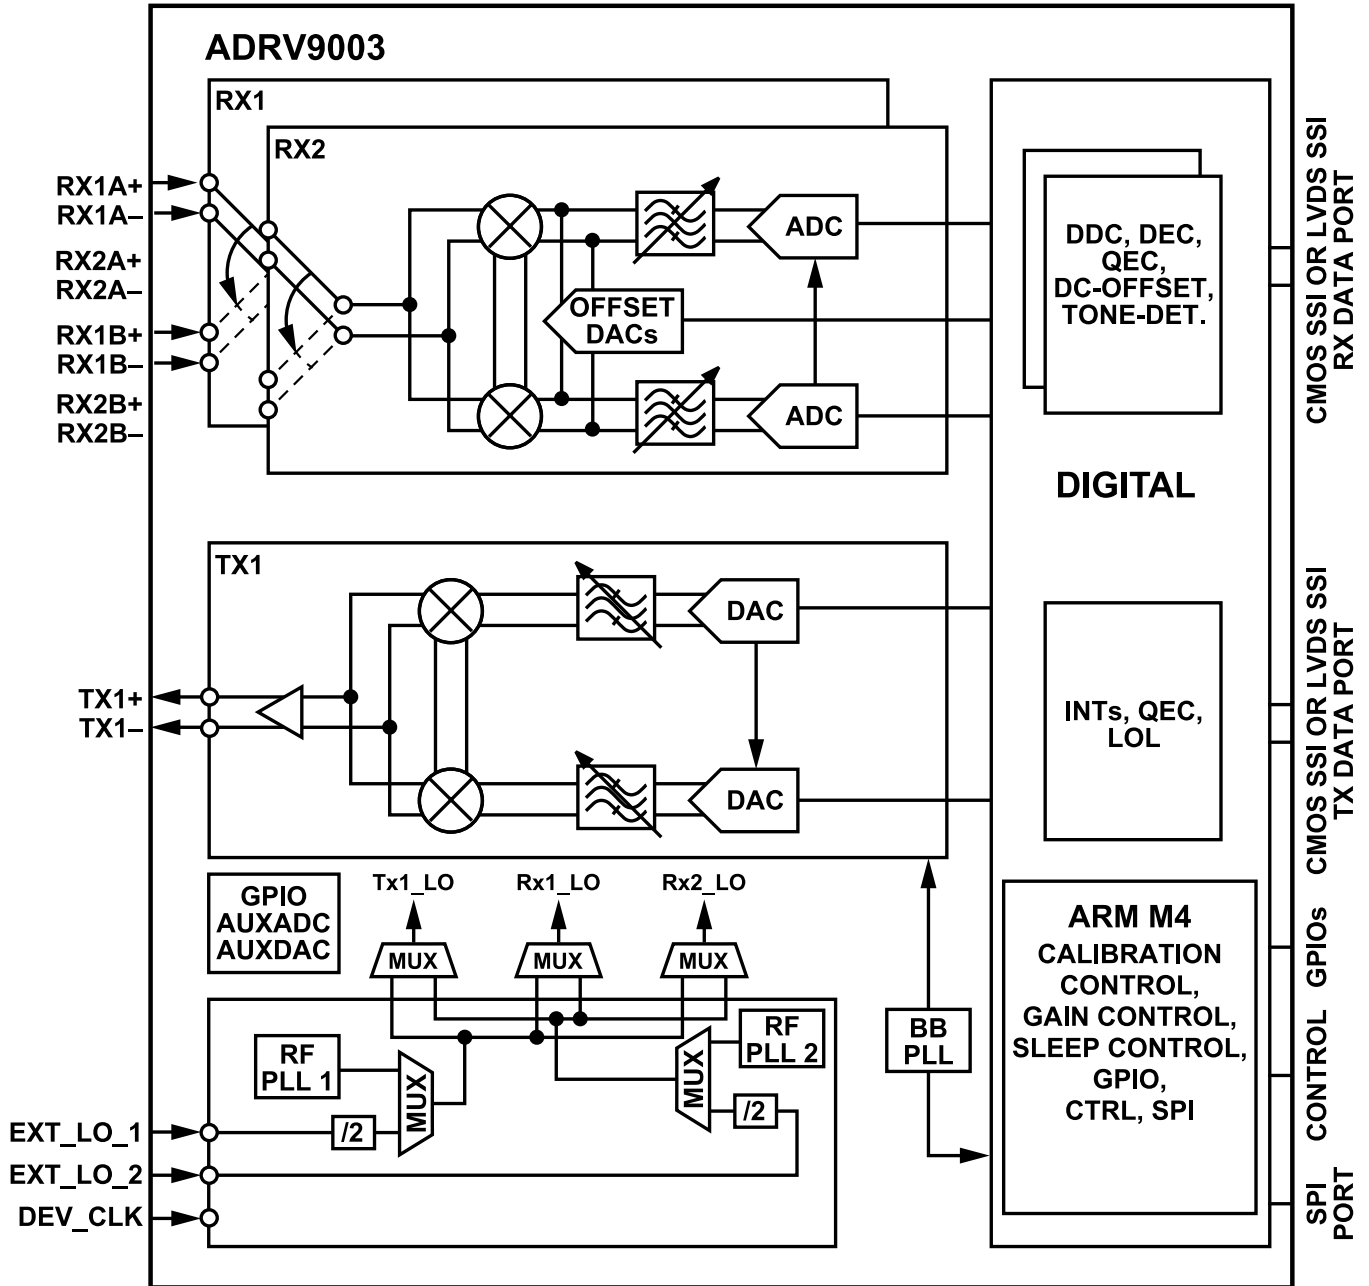 ADRV9003
RX1
RX2
RX1A+
RX1A–
RX2A+
RX2A–
RX1B+
RX1B–
RX2B+
RX2B–
OFFSET
DACs
ADC
ADC
DDC, DEC,
QEC,
DC-OFFSET,
TONE-DET.
CMOS SSI OR LVDS SSI
RX DATA PORT
DIGITAL
TX1
TX1+
TX1–
DAC
DAC
INTs, QEC,
LOL
CMOS SSI OR LVDS SSI
TX DATA PORT
GPIO
AUXADC
AUXDAC
Tx1_LO
Rx1_LO
Rx2_LO
MUX
MUX
MUX
RF
PLL 1
MUX
/2
MUX
RF
PLL 2
/2
BB
PLL
ARM M4
CALIBRATION
CONTROL,
GAIN CONTROL,
SLEEP CONTROL,
GPIO,
CTRL, SPI
GPIOs
CONTROL
SPI
PORT
EXT_LO_1
EXT_LO_2
DEV_CLK